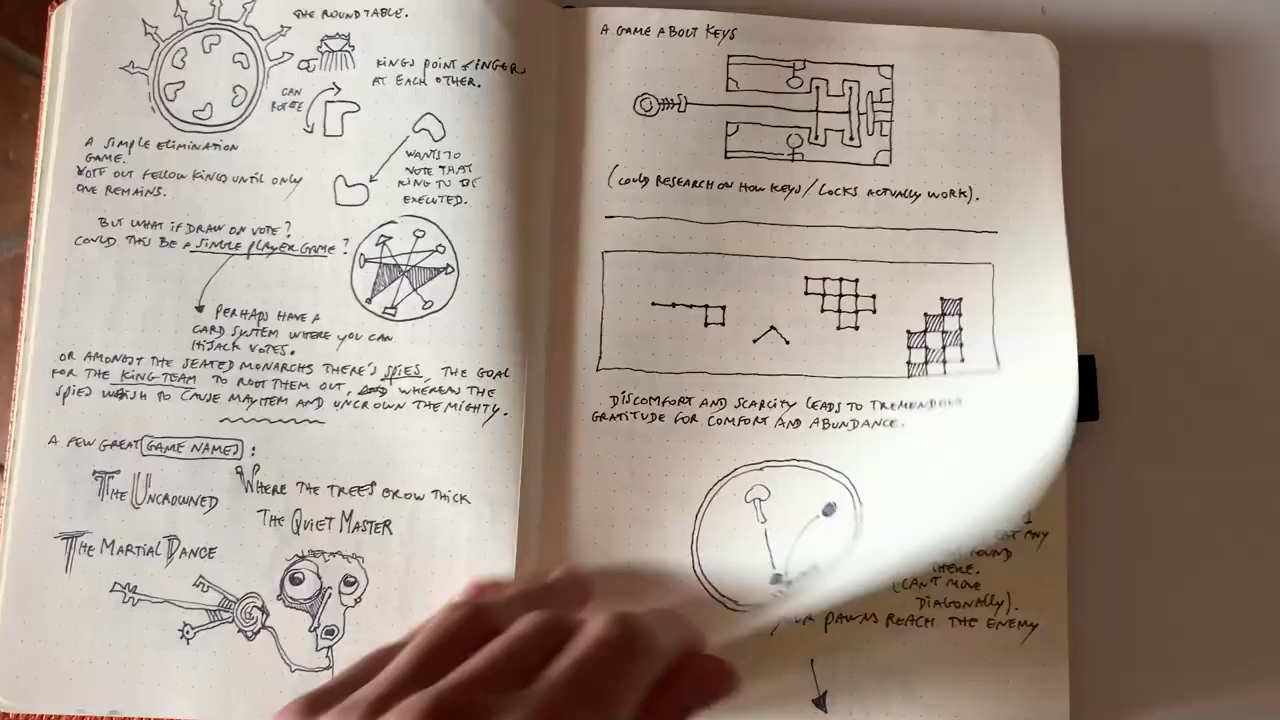 THE ROUND TABLE.
KINGS POINT FINGERS
AT EACH OTHER.
CAN
ROTATE
A SIMPLE ELIMINATION
GAME.
VOTE OUT FELLOW KINGS UNTIL ONLY
ONE REMAINS.
WANTS TO
VOTE THAT
KING TO BE
EXECUTED.
BUT WHAT IF DRAW ON VOTE?
COULD THIS BE A SINGLE PLAYER GAME?
PERHAPS HAVE A
CARD SYSTEM WHERE YOU CAN
HIJACK VOTES.
OR AMONGST THE SEATED MONARCHS THERE'S SPIES, THE GOAL
FOR THE KING TEAM TO ROOT THEM OUT, WHEREAS THE
SPIES WISH TO CAUSE MAYHEM AND UNCROWN THE MIGHTY.
A FEW GREAT GAME NAMES:
THE UNCROWNED
WHERE THE TREES GROW THICK
THE QUIET MASTER
THE MARTIAL DANCE
A GAME ABOUT KEYS
(COULD RESEARCH ON HOW KEYS/LOCKS ACTUALLY WORK).
DISCOMFORT AND SCARCITY LEADS TO TREMENDOUS
GRATITUDE FOR COMFORT AND ABUNDANCE.
ANY
THERE.
(CAN'T MOVE
DIAGONALLY).
PAWNS REACH THE ENEMY